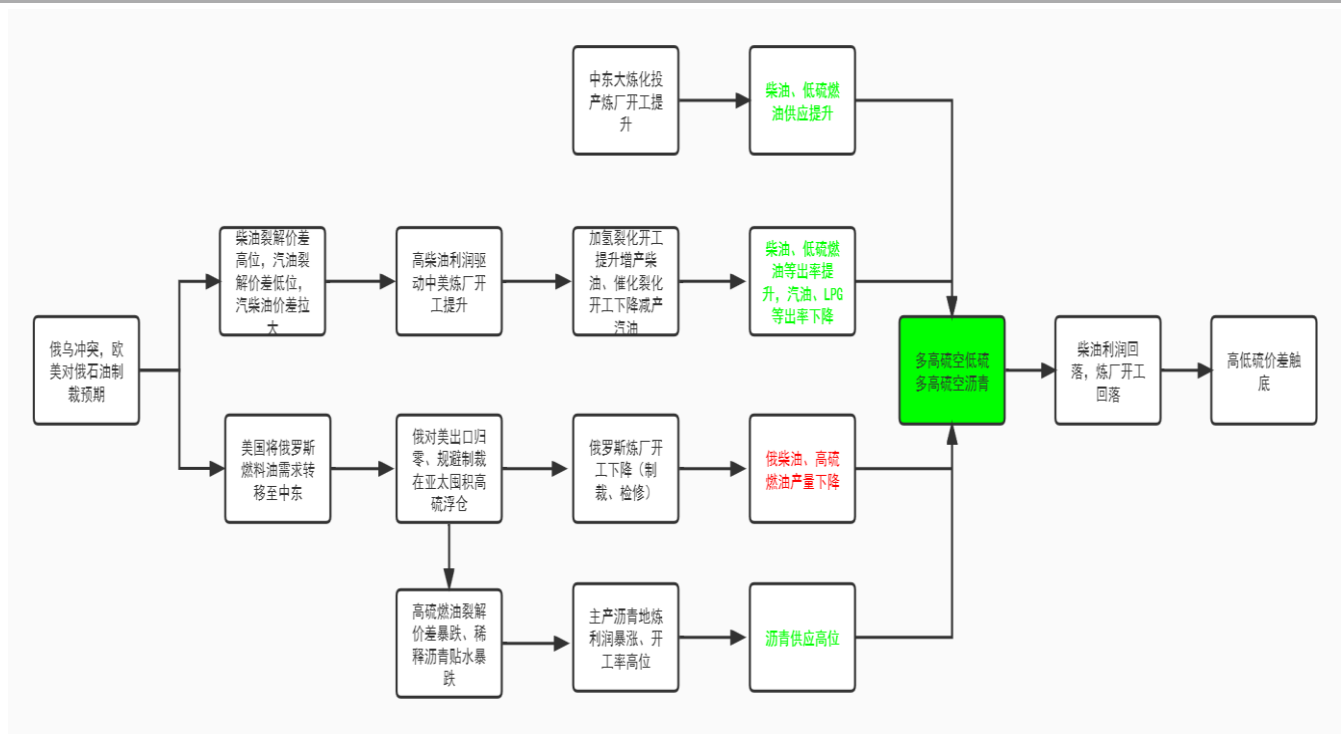 中东大炼化投
产炼厂开工提
升
柴油、低硫燃
油供应提升
柴油裂解价差
高位，汽油裂
解价差低位，
汽柴油价差拉
大
高柴油利润驱
动中美炼厂开
工提升
加氢裂化开工
提升增产柴
油、催化裂化
开工下降减产
汽油
柴油、低硫燃
油等出率提
升，汽油、LPG
等出率下降
俄乌冲突，欧
美对俄石油制
裁预期
多高硫空低硫
多高硫空沥青
柴油利润回
落，炼厂开工
回落
高低硫价差触
底
美国将俄罗斯
燃料油需求转
移至中东
俄对美出口归
零、规避制裁
在亚太囤积高
硫浮仓
俄罗斯炼厂开
工下降（制
裁、检修）
俄柴油、高硫
燃油产量下降
高硫燃油裂解
价差暴跌、稀
释沥青贴水暴
跌
主产沥青地炼
利润暴涨、开
工率高位
沥青供应高位